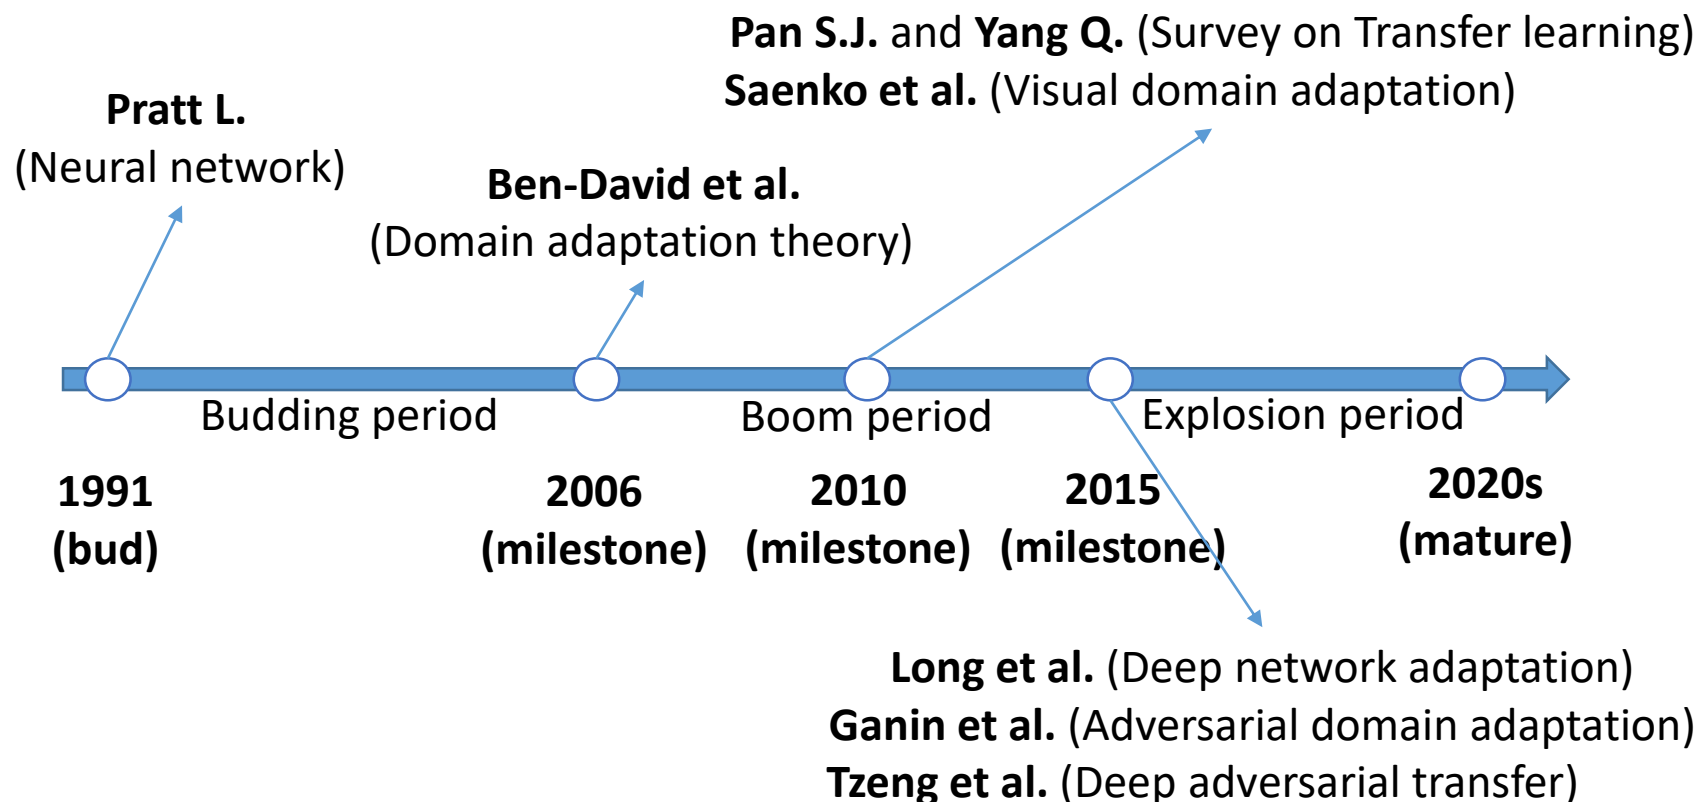 Pan S.J. and Yang Q. (Survey on Transfer learning)
Saenko et al. (Visual domain adaptation)
Pratt L.
(Neural network)
Ben-David et al.
(Domain adaptation theory)
Budding period
Boom period
Explosion period
1991
(bud)
2006
(milestone)
2010
(milestone)
2015
(milestone)
2020s
(mature)
Long et al. (Deep network adaptation)
Ganin et al. (Adversarial domain adaptation)
Tzeng et al. (Deep adversarial transfer)